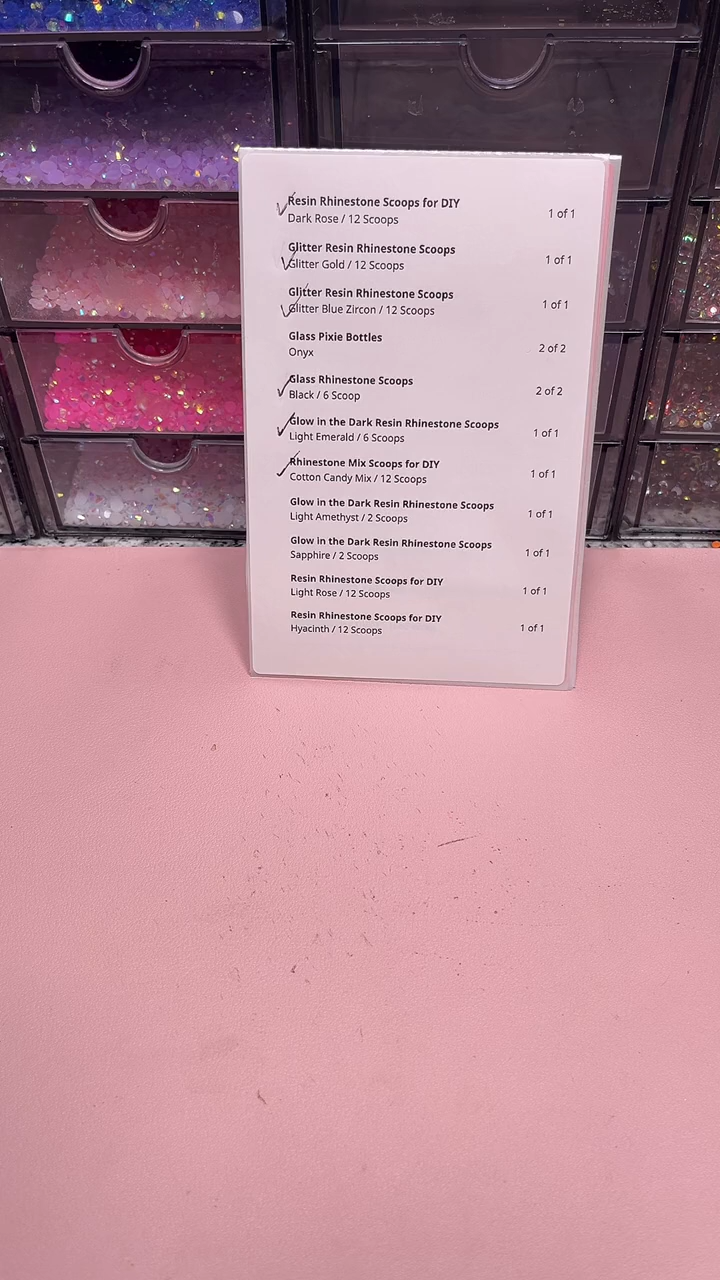 Resin Rhinestone Scoops for DIY
Dark Rose / 12 Scoops 1 of 1
Glitter Resin Rhinestone Scoops
Glitter Gold / 12 Scoops 1 of 1
Glitter Resin Rhinestone Scoops
Glitter Blue Zircon / 12 Scoops 1 of 1
Glass Pixie Bottles
Onyx 2 of 2
Glass Rhinestone Scoops
Black / 6 Scoop 2 of 2
Glow in the Dark Resin Rhinestone Scoops
Light Emerald / 6 Scoops 1 of 1
Rhinestone Mix Scoops for DIY
Cotton Candy Mix / 12 Scoops 1 of 1
Glow in the Dark Resin Rhinestone Scoops
Light Amethyst / 2 Scoops 1 of 1
Glow in the Dark Resin Rhinestone Scoops
Sapphire / 2 Scoops 1 of 1
Resin Rhinestone Scoops for DIY
Light Rose / 12 Scoops 1 of 1
Resin Rhinestone Scoops for DIY
Hyacinth / 12 Scoops 1 of 1